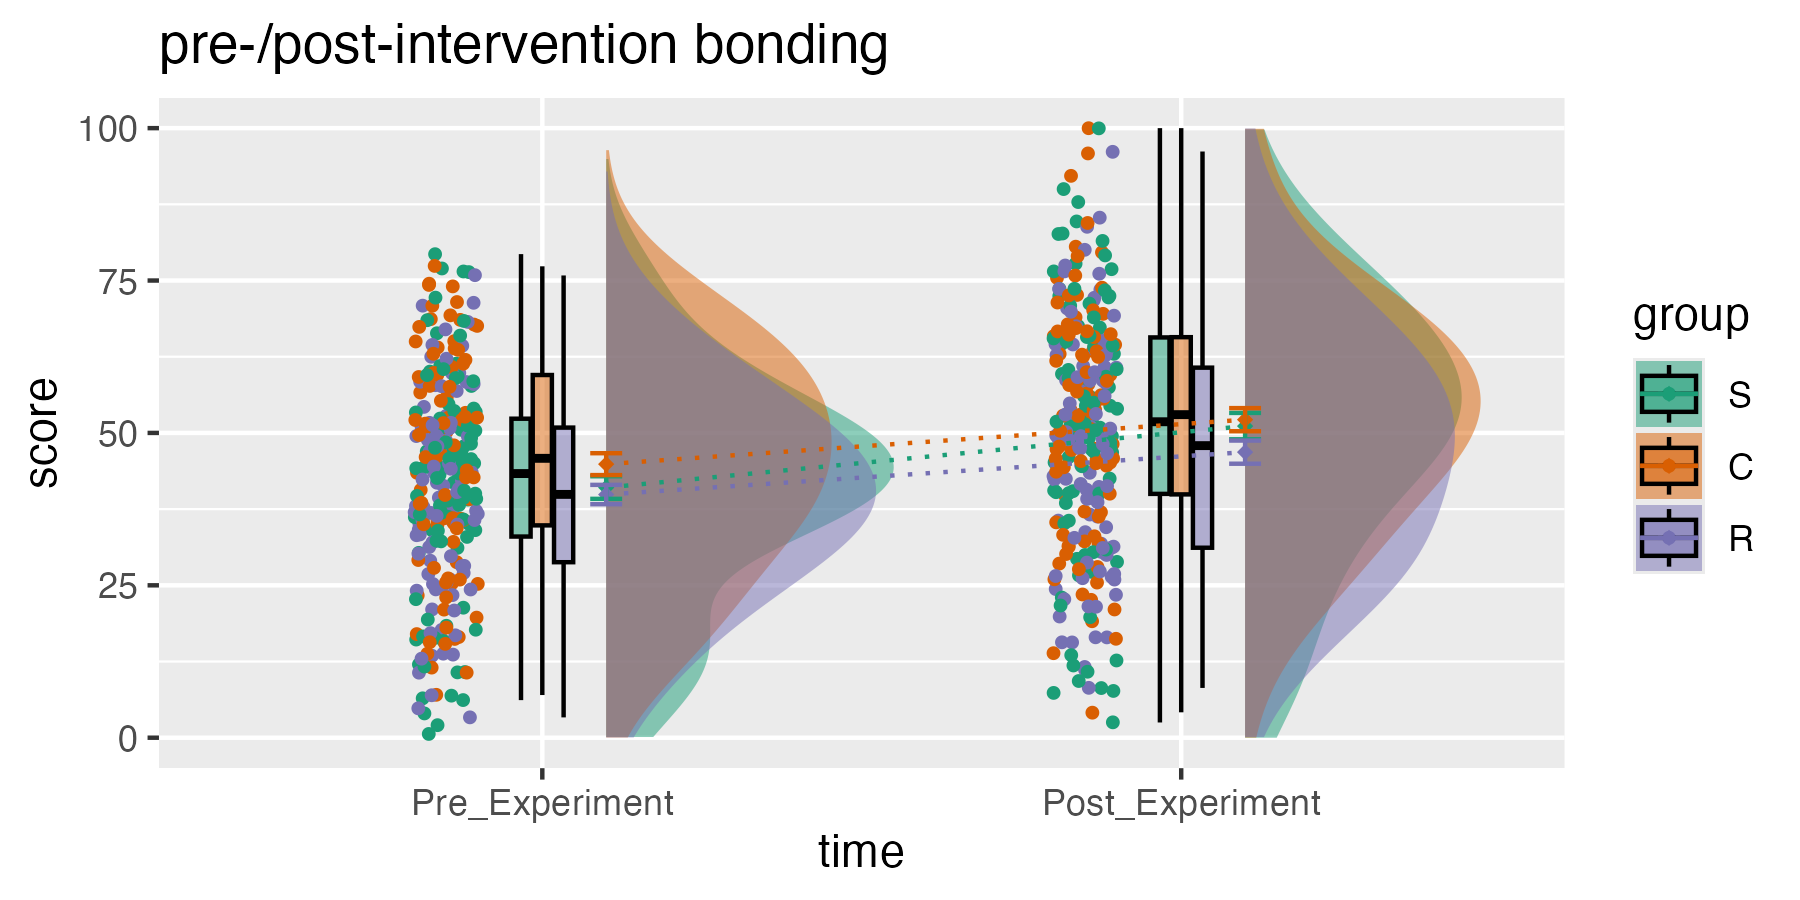 pre-/post-intervention bonding
100
75
50
25
0
score
Pre_Experiment
Post_Experiment
time
group
S
C
R